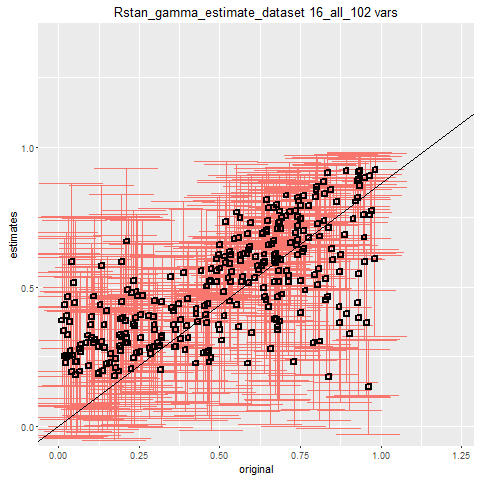 Rstan_gamma_estimate_dataset 16_all_102 vars
estimates
1.0
0.5
0.0
0.00 0.25 0.50 0.75 1.00 1.25
original